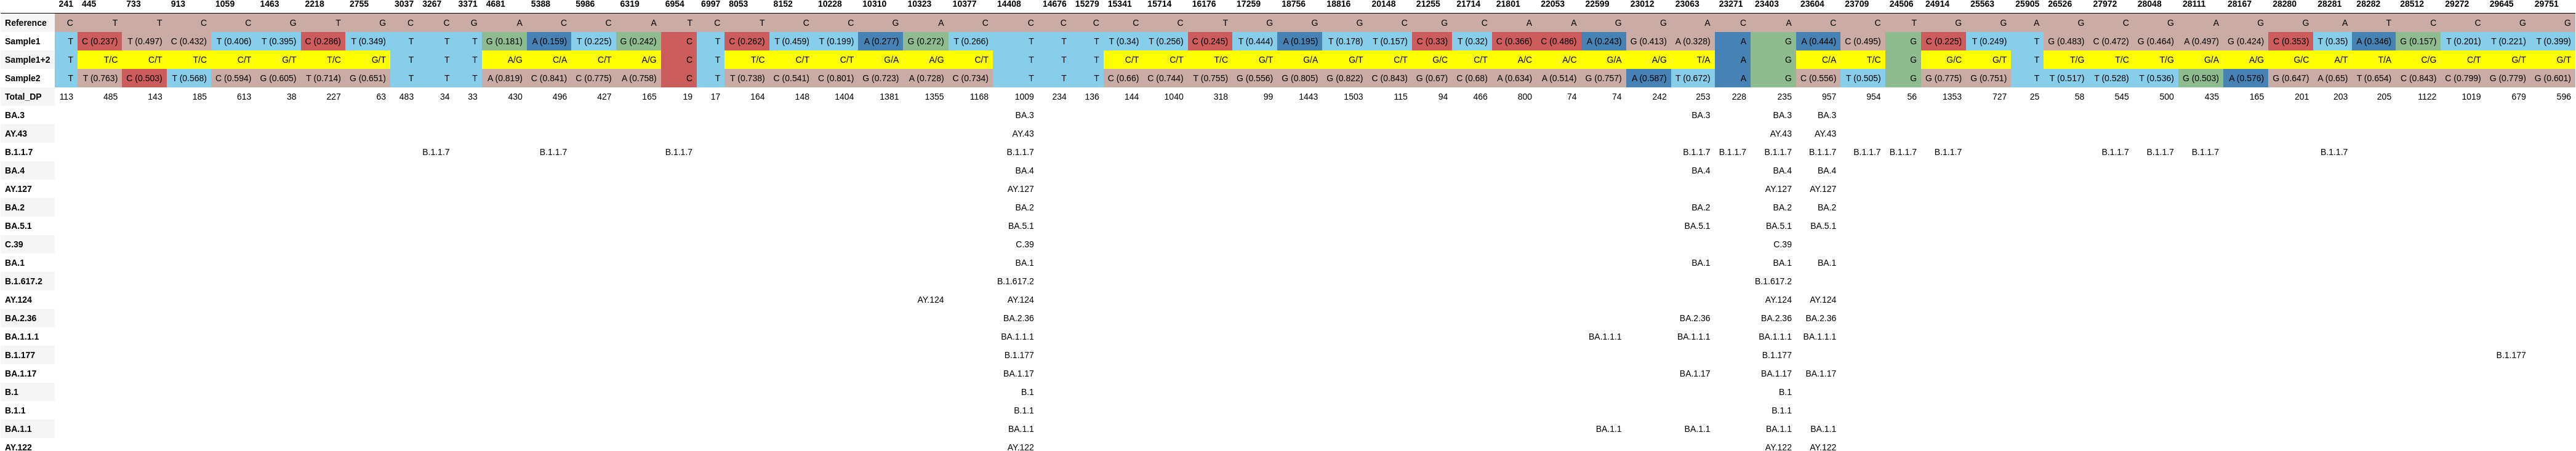 241 445 733 913 1059 1463 2218 2755 3037 3267 3371 4681 5388 5986 6319 6954 6997 8053 8152 10228 10310 10323 10377 14408 14676 15279 15341 15714 16176 17259 18756 18816 20148 21255 21714 21801 22053 22599 23012 23063 23271 23403 23604 23709 24506 24914 25563 25905 26526 27972 28048 28111 28167 28280 28281 28282 28512 29272 29645 29751
Reference C T T C C G T G C C G A C C A T C T C C G A C C C C C C T G G G C G C A A G G A C A C C T G G A G C G A G G A T C C G G
Sample1 T C (0.237) T (0.497) C (0.432) T (0.406) T (0.395) C (0.286) T (0.349) T T T G (0.181) A (0.159) T (0.225) G (0.242) C T C (0.262) T (0.459) T (0.199) A (0.277) G (0.272) T (0.266) T T T T (0.34) T (0.256) C (0.245) T (0.444) A (0.195) T (0.178) T (0.157) C (0.33) T (0.32) C (0.366) C (0.486) A (0.243) G (0.413) A (0.328) A G A (0.444) C (0.495) G C (0.225) T (0.249) T G (0.483) C (0.472) G (0.464) A (0.497) G (0.424) C (0.353) T (0.35) A (0.346) G (0.157) T (0.201) T (0.221) T (0.399)
Sample1+2 T T/C C/T T/C C/T G/T T/C G/T T T T A/G C/A C/T A/G C T T/C C/T C/T G/A A/G C/T T T T C/T C/T T/C G/T G/A G/T C/T G/C C/T A/C A/C G/A A/G T/A A G C/A T/C G G/C G/T T T/G T/C T/G A/G A/G G/C A/T T/A C/G C/T G/T G/T
Sample2 T T (0.763) C (0.503) T (0.568) C (0.594) G (0.605) T (0.714) G (0.651) T T T A (0.819) C (0.841) C (0.775) A (0.758) C T T (0.738) C (0.541) C (0.801) G (0.723) A (0.728) C (0.734) T T T C (0.66) C (0.744) T (0.755) G (0.556) G (0.805) G (0.822) C (0.843) G (0.67) C (0.68) A (0.634) A (0.514) G (0.757) A (0.587) T (0.672) A G C (0.556) T (0.505) G G (0.775) G (0.751) T T (0.517) T (0.528) T (0.536) G (0.503) A (0.576) G (0.647) A (0.65) T (0.654) C (0.843) C (0.799) G (0.779) G (0.601)
Total_DP 113 485 143 185 613 38 227 63 483 34 33 430 496 427 165 19 17 164 148 1404 1381 1355 1168 1009 234 136 144 1040 318 99 1443 1503 115 94 466 800 74 74 242 253 228 235 957 954 56 1353 727 25 58 545 500 435 165 201 203 205 1122 1019 679 596
BA.3 BA.3 BA.3 BA.3 BA.3
AY.43 AY.43 AY.43 AY.43
B.1.1.7 B.1.1.7 B.1.1.7 B.1.1.7 B.1.1.7 B.1.1.7 B.1.1.7 B.1.1.7 B.1.1.7 B.1.1.7 B.1.1.7 B.1.1.7 B.1.1.7 B.1.1.7 B.1.1.7 B.1.1.7
BA.4 BA.4 BA.4 BA.4 BA.4
AY.127 AY.127 AY.127 AY.127
BA.2 BA.2 BA.2 BA.2 BA.2
BA.5.1 BA.5.1 BA.5.1 BA.5.1 BA.5.1
C.39 C.39 C.39
BA.1 BA.1 BA.1 BA.1 BA.1
B.1.617.2 B.1.617.2 B.1.617.2
AY.124 AY.124 AY.124 AY.124 AY.124
BA.2.36 BA.2.36 BA.2.36 BA.2.36 BA.2.36
BA.1.1.1 BA.1.1.1 BA.1.1.1 BA.1.1.1 BA.1.1.1 BA.1.1.1
B.1.177 B.1.177 B.1.177 B.1.177
BA.1.17 BA.1.17 BA.1.17 BA.1.17 BA.1.17
B.1 B.1 B.1
B.1.1 B.1.1 B.1.1
BA.1.1 BA.1.1 BA.1.1 BA.1.1 BA.1.1 BA.1.1
AY.122 AY.122 AY.122 AY.122